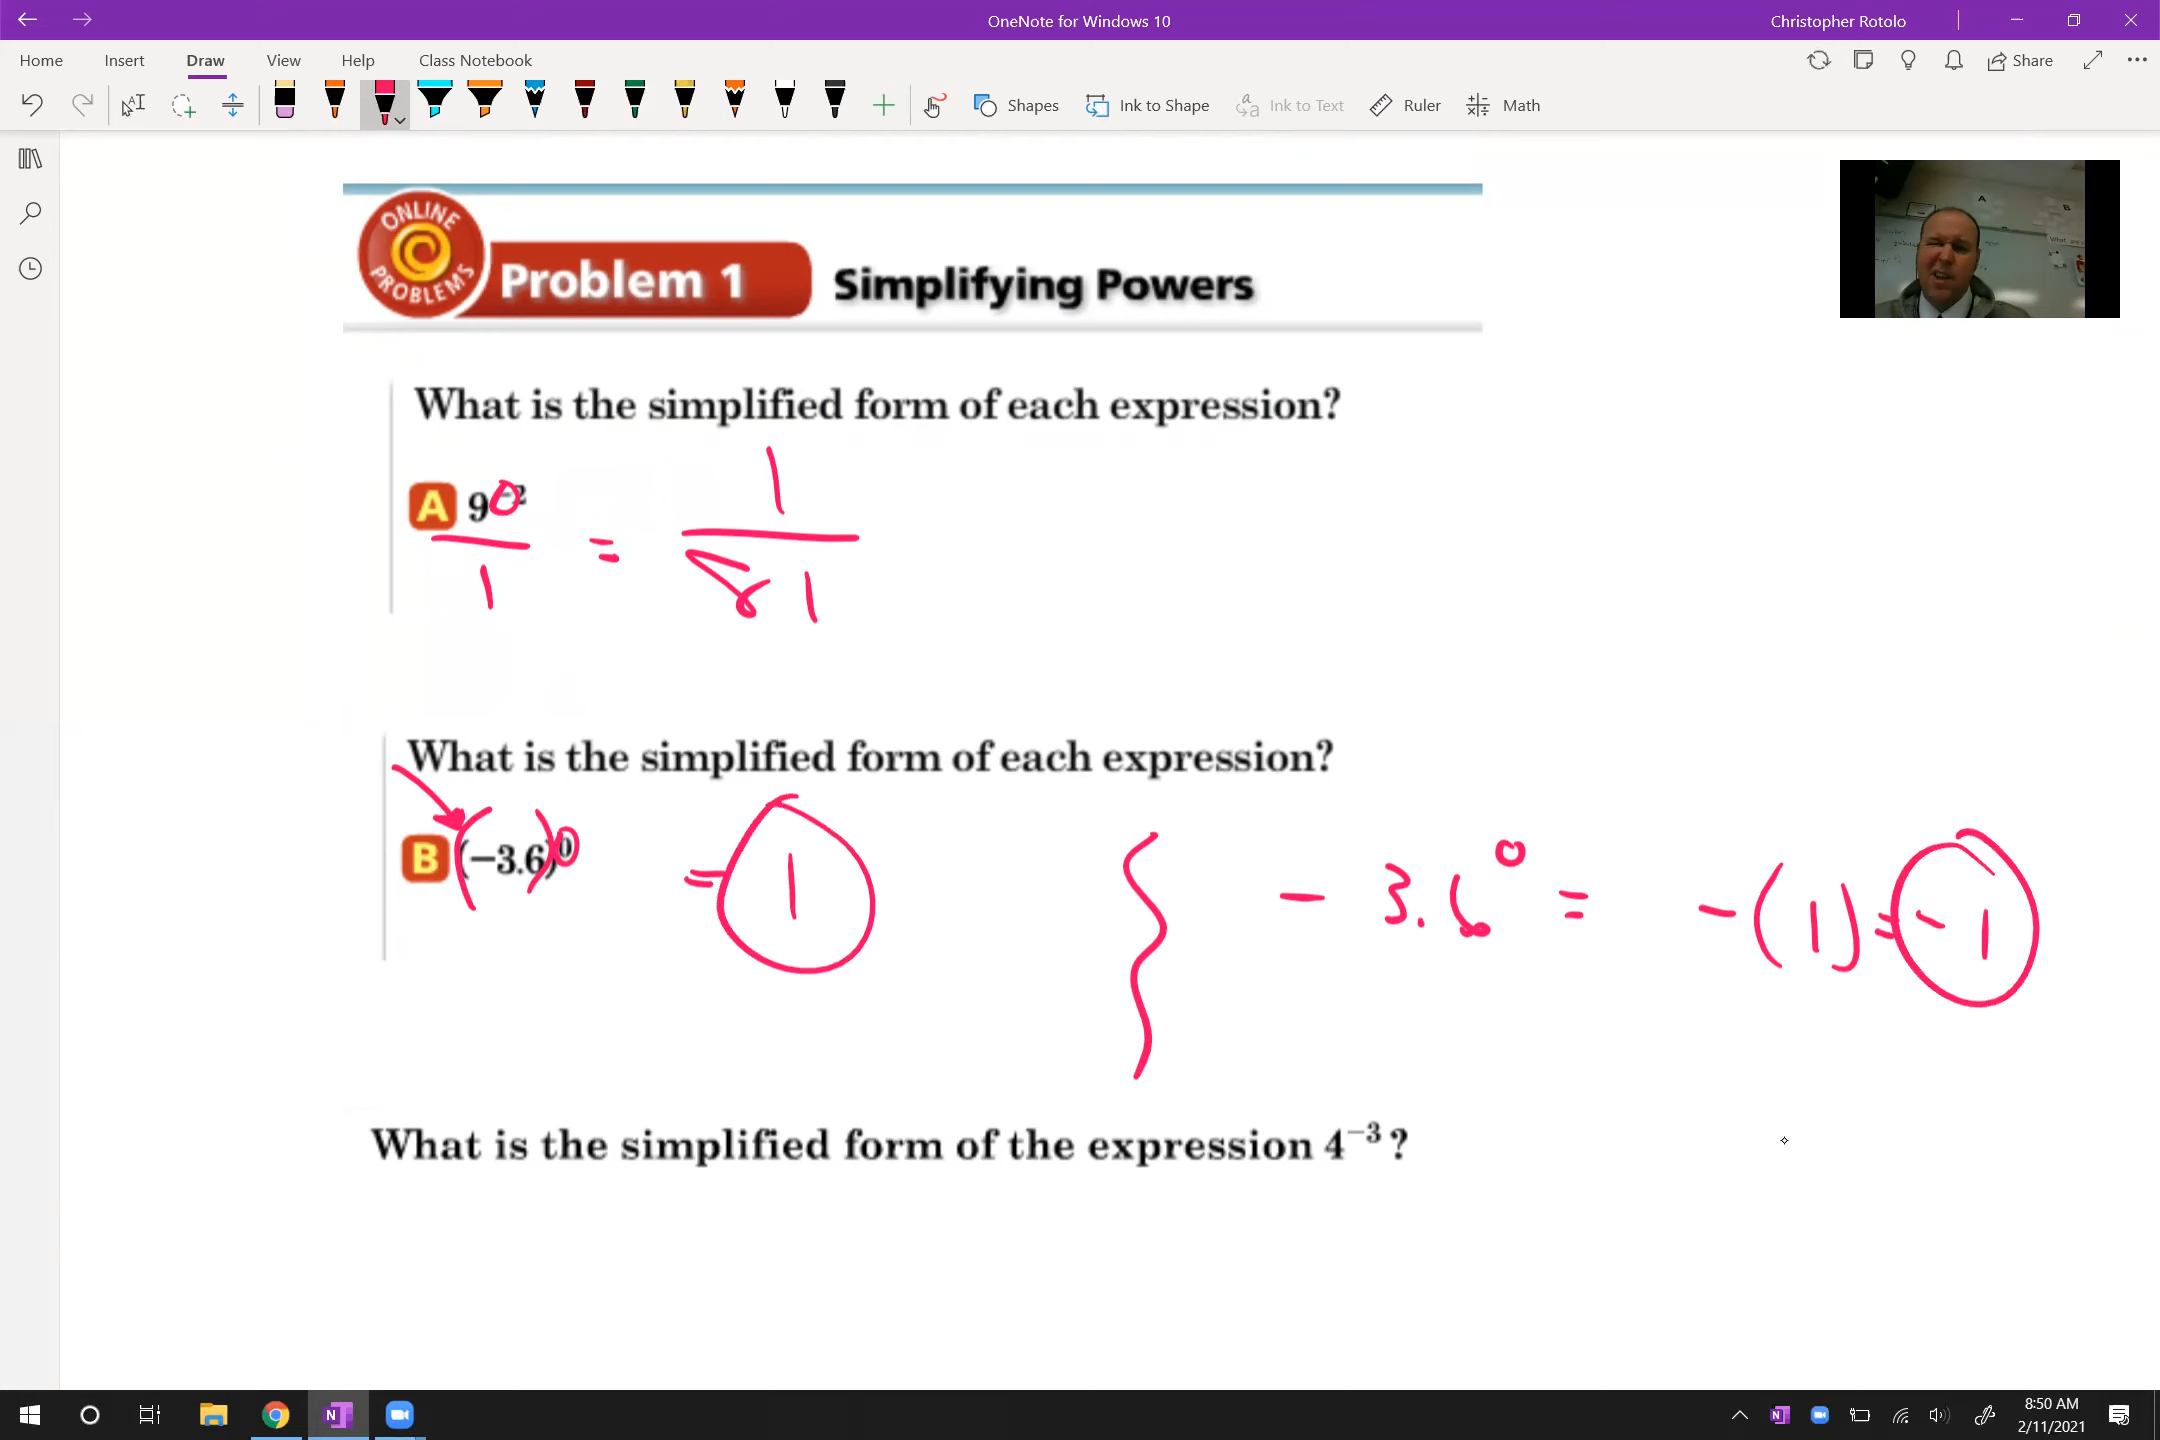 OneNote for Windows 10
Christopher Rotolo
Home Insert Draw View Help Class Notebook
Share
Shapes Ink to Shape Ink to Text Ruler Math
ONLINE PROBLEMS
Problem 1 Simplifying Powers
What is the simplified form of each expression?
A 9⁻²
1
= 1
81
What is the simplified form of each expression?
B (−3.6)⁰ = 1
- 3.6⁰ = - (1) = - 1
What is the simplified form of the expression 4⁻³?
8:50 AM
2/11/2021